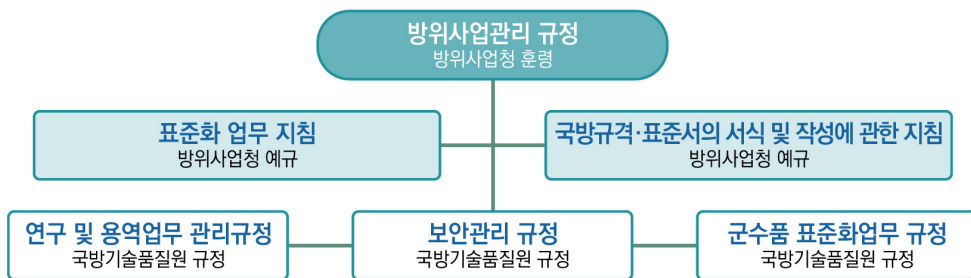 방위사업관리 규정
방위사업청 훈령
표준화 업무 지침
방위사업청 예규
국방규격·표준서의 서식 및 작성에 관한 지침
방위사업청 예규
연구 및 용역업무 관리규정
국방기술품질원 규정
보안관리 규정
국방기술품질원 규정
군수품 표준화업무 규정
국방기술품질원 규정